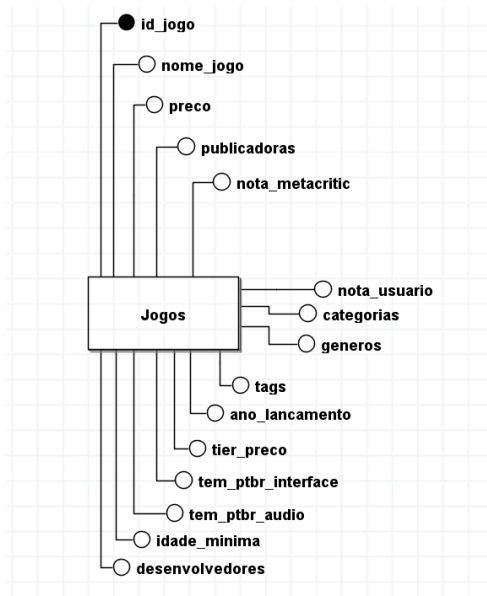 id_jogo
nome_jogo
preco
publicadoras
nota_metacritic
Jogos
nota_usuario
categorias
generos
tags
ano_lancamento
tier_preco
tem_ptbr_interface
tem_ptbr_audio
idade_minima
desenvolvedores